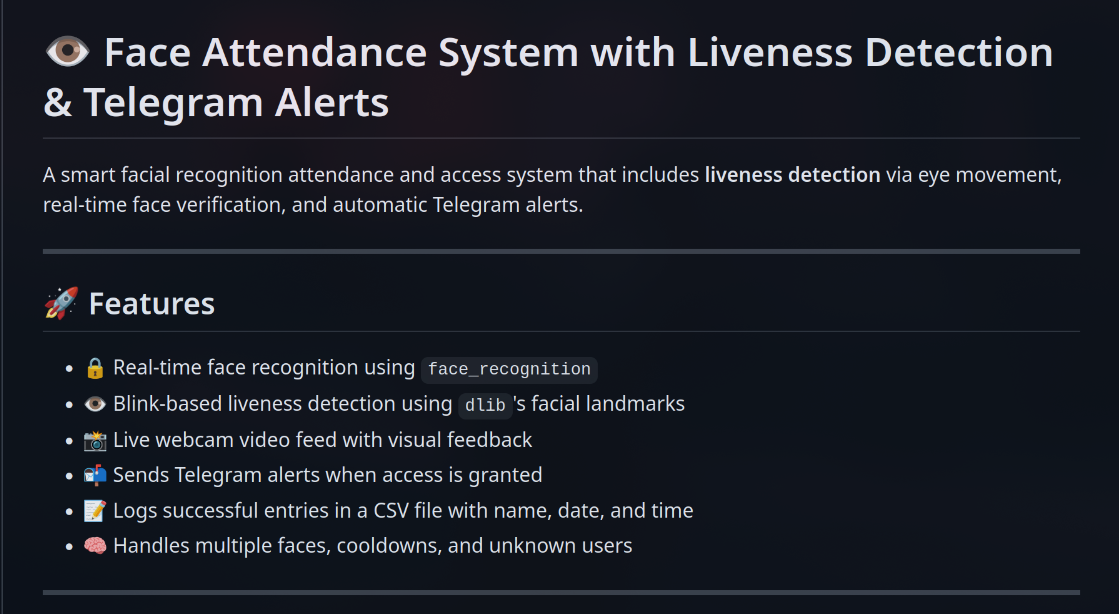 👁️ Face Attendance System with Liveness Detection
& Telegram Alerts
A smart facial recognition attendance and access system that includes liveness detection via eye movement,
real-time face verification, and automatic Telegram alerts.
🚀 Features
• 🔒 Real-time face recognition using face_recognition
• 👁️ Blink-based liveness detection using dlib's facial landmarks
• 📸 Live webcam video feed with visual feedback
• 📬 Sends Telegram alerts when access is granted
• 📝 Logs successful entries in a CSV file with name, date, and time
• 🧠 Handles multiple faces, cooldowns, and unknown users